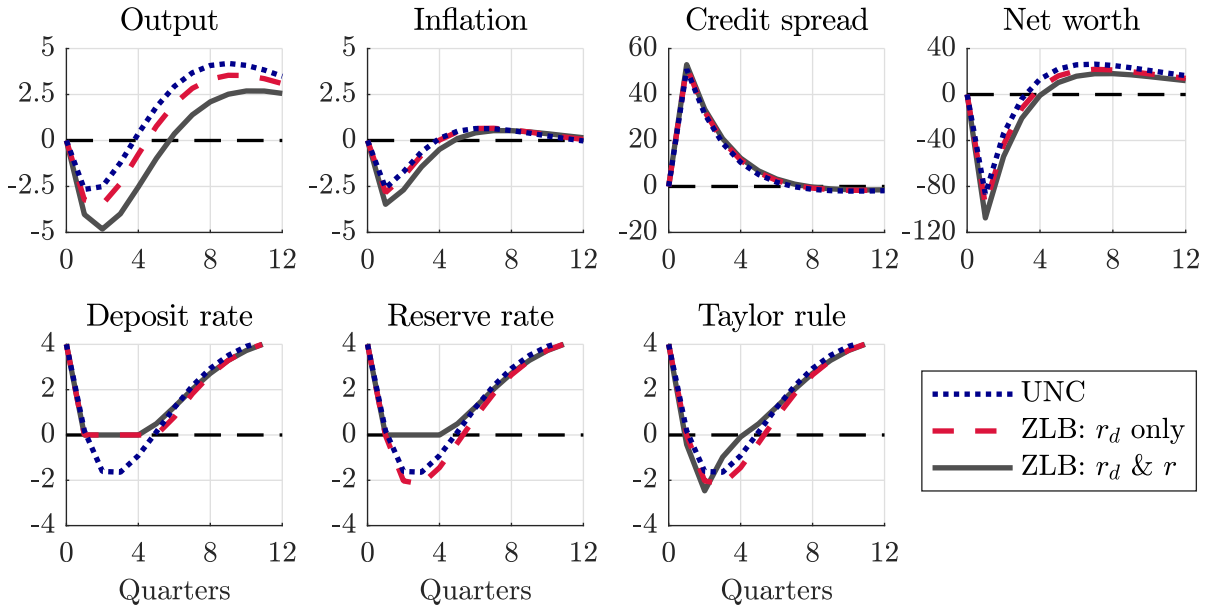 Output Inflation Credit spread Net worth
5 5 60 40
2.5 2.5 40 0
0 0 20 -40
-2.5 -2.5 0 -80
-5 -5 -20 -120
0 4 8 12 0 4 8 12 0 4 8 12 0 4 8 12
Deposit rate Reserve rate Taylor rule
4 4 4
2 2 2
0 0 0
-2 -2 -2
-4 -4 -4
0 4 8 12 0 4 8 12 0 4 8 12
Quarters Quarters Quarters
UNC
ZLB: r_d only
ZLB: r_d & r